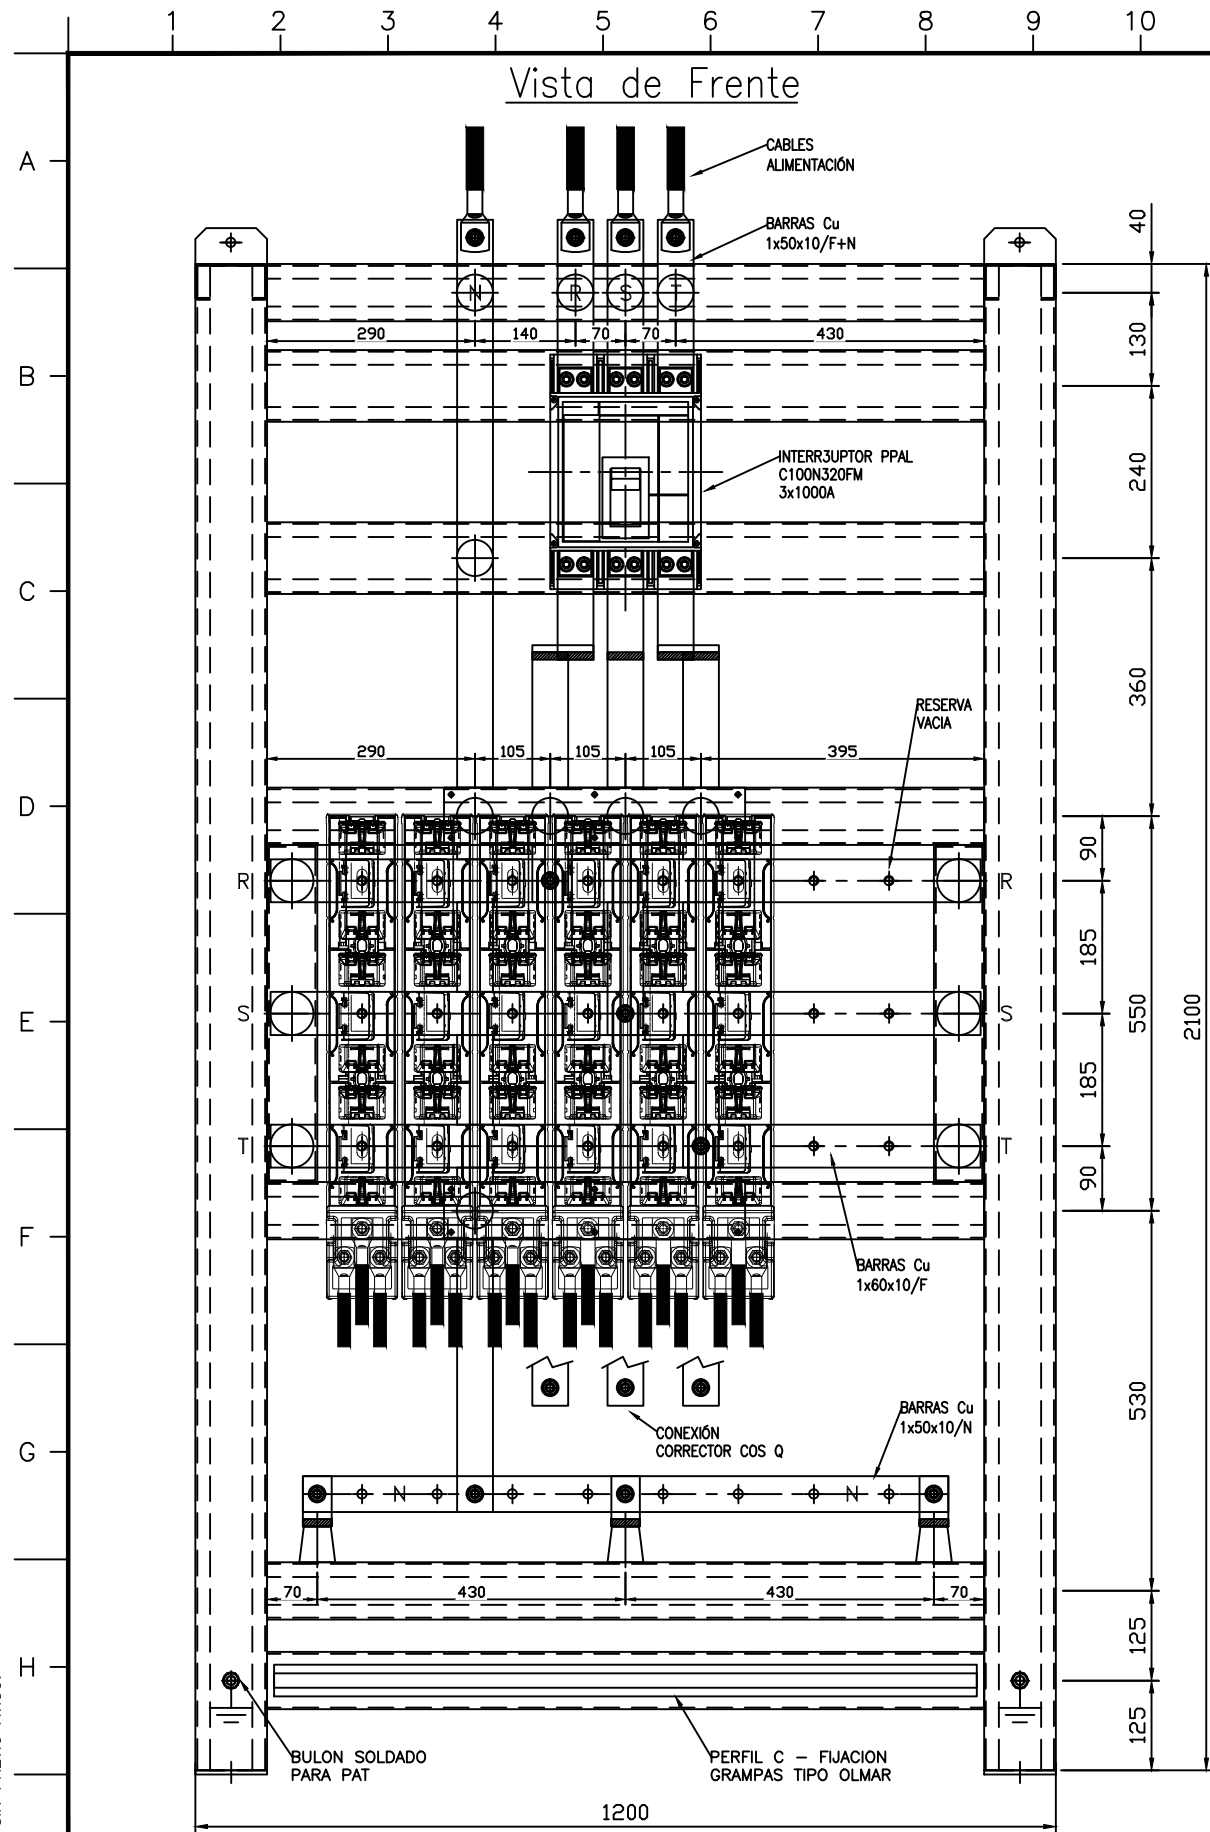 1 2 3 4 5 6 7 8 9 10
Vista de Frente
A
CABLES
ALIMENTACIÓN
40
BARRAS Cu
1x50x10/F+N
N R S T
290 140 70 70 430
130
B
INTERR3UPTOR PPAL
C100N320FM
3x1000A
240
C
360
RESERVA
VACIA
290 105 105 105 395
D
90
R R
185
550
2100
E
S S
185
T T
90
F
BARRAS Cu
1x60x10/F
530
BARRAS Cu
1x50x10/N
G
CONEXIÓN
CORRECTOR COS Q
N N
70 430 430 70
125
H
125
BULON SOLDADO
PARA PAT
PERFIL C – FIJACION
GRAMPAS TIPO OLMAR
1200